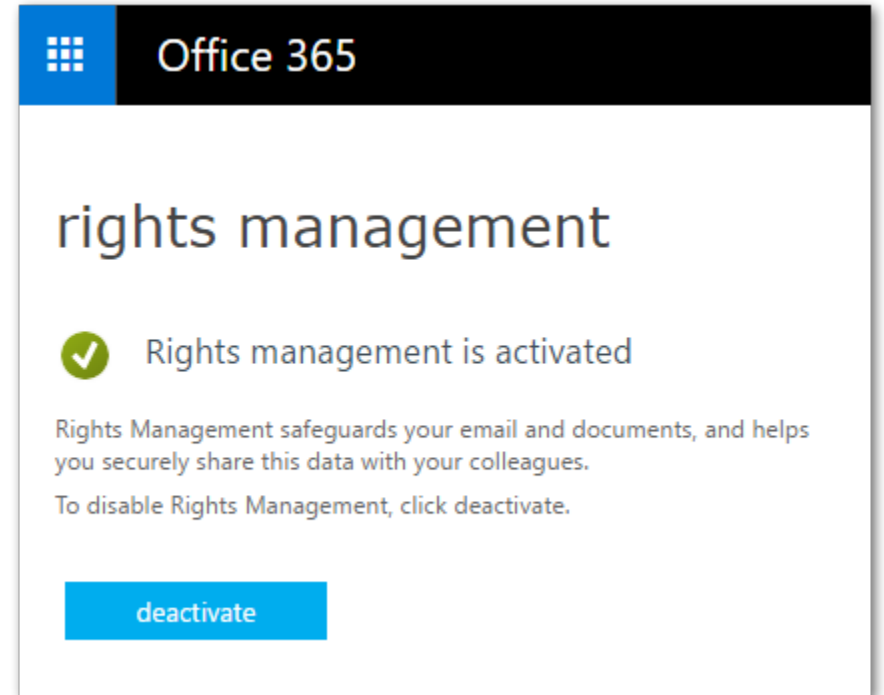 Office 365
rights management
Rights management is activated
Rights Management safeguards your email and documents, and helps
you securely share this data with your colleagues.
To disable Rights Management, click deactivate.
deactivate